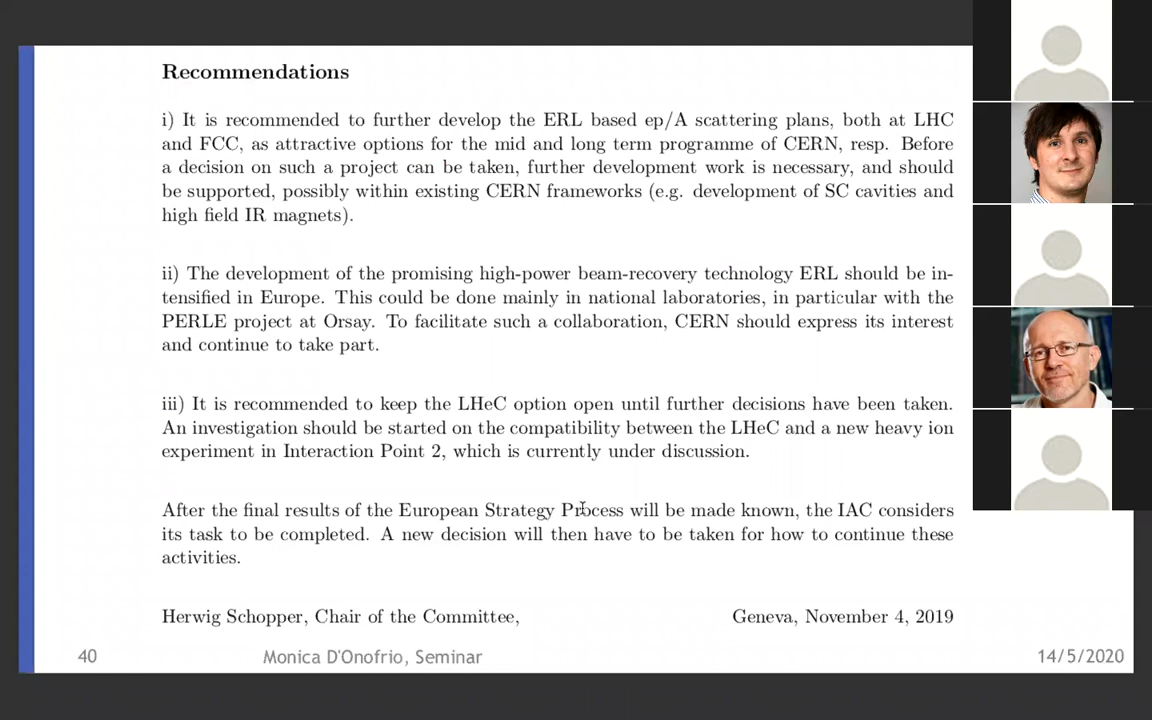 Recommendations
i) It is recommended to further develop the ERL based ep/A scattering plans, both at LHC
and FCC, as attractive options for the mid and long term programme of CERN, resp. Before
a decision on such a project can be taken, further development work is necessary, and should
be supported, possibly within existing CERN frameworks (e.g. development of SC cavities and
high field IR magnets).
ii) The development of the promising high-power beam-recovery technology ERL should be in-
tensified in Europe. This could be done mainly in national laboratories, in particular with the
PERLE project at Orsay. To facilitate such a collaboration, CERN should express its interest
and continue to take part.
iii) It is recommended to keep the LHeC option open until further decisions have been taken.
An investigation should be started on the compatibility between the LHeC and a new heavy ion
experiment in Interaction Point 2, which is currently under discussion.
After the final results of the European Strategy Process will be made known, the IAC considers
its task to be completed. A new decision will then have to be taken for how to continue these
activities.
Herwig Schopper, Chair of the Committee, Geneva, November 4, 2019
40 Monica D'Onofrio, Seminar 14/5/2020